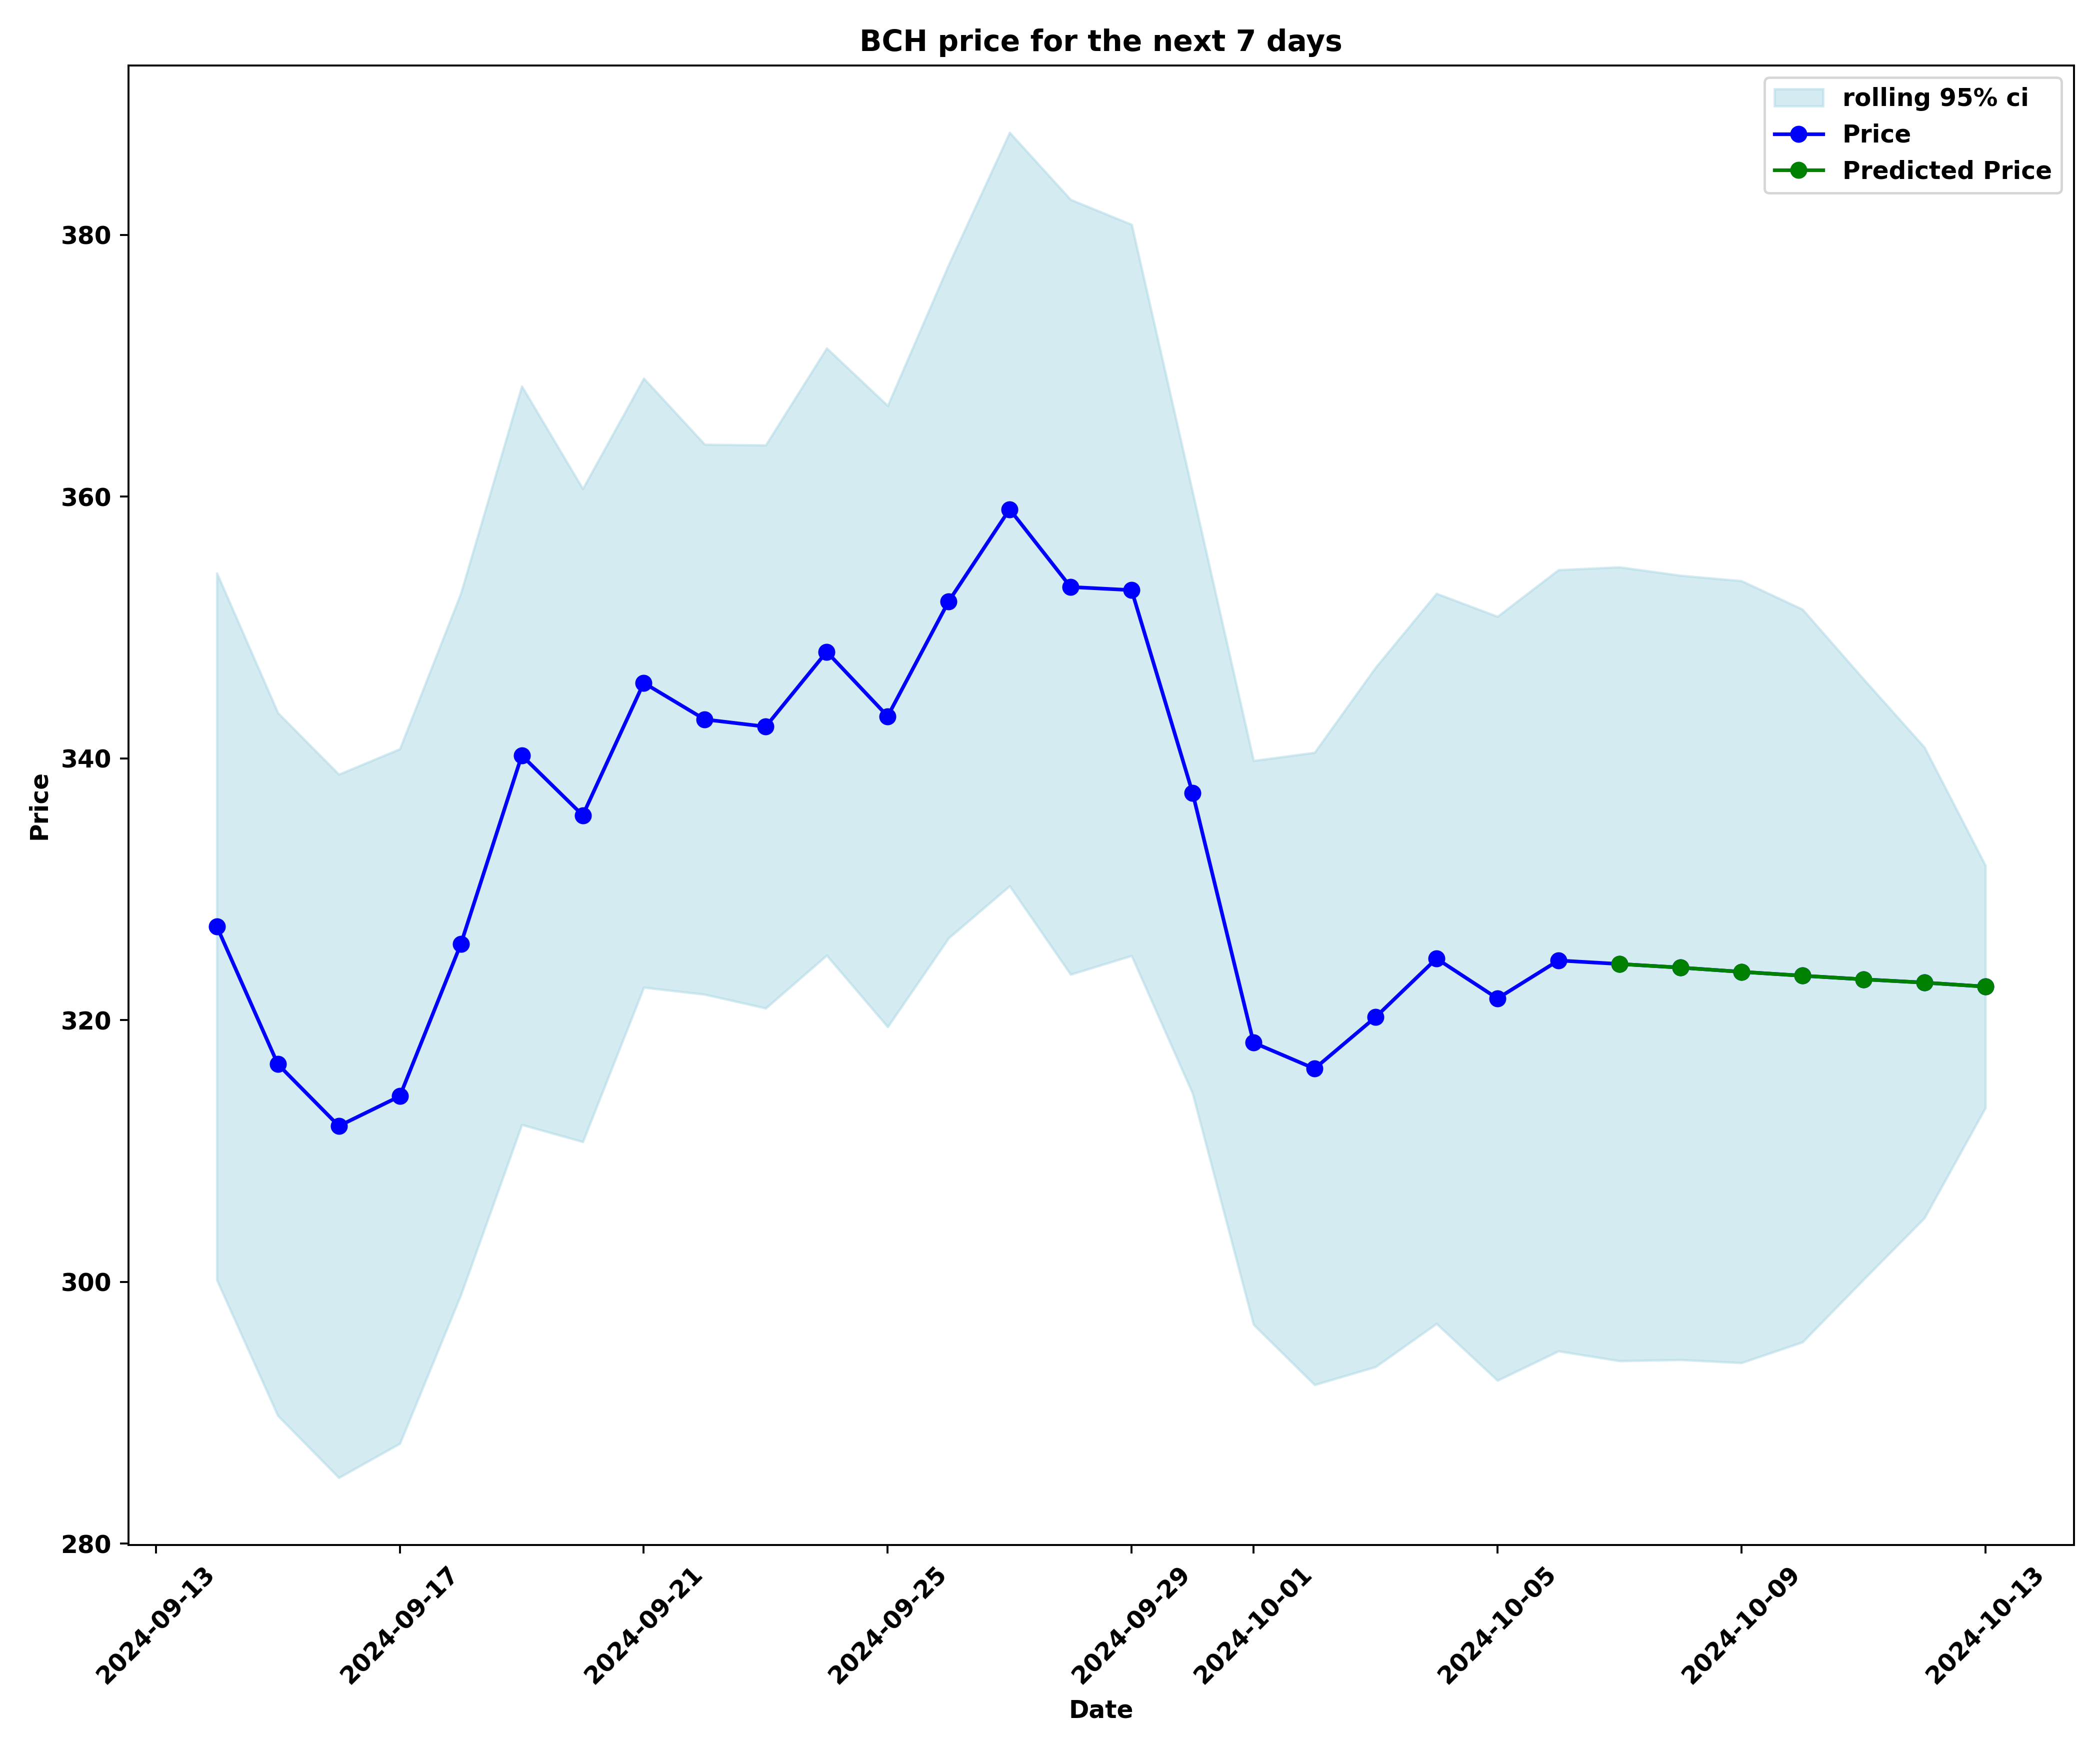 BCH price for the next 7 days
rolling 95% ci
Price
Predicted Price
380
360
340
320
300
280
Price
2024-09-13
2024-09-17
2024-09-21
2024-09-25
2024-09-29
2024-10-01
2024-10-05
2024-10-09
2024-10-13
Date